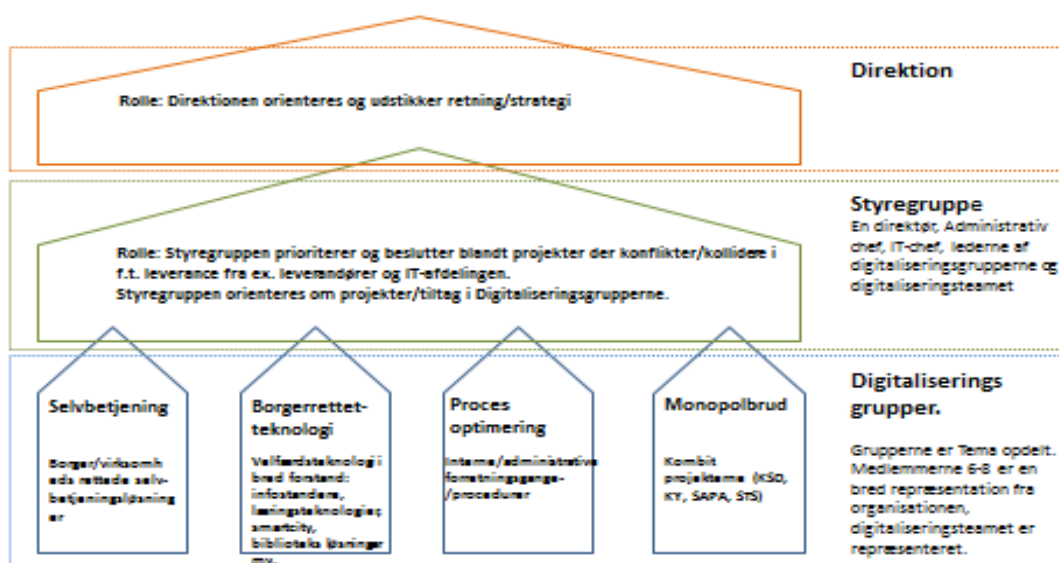 Direktion
Rolle: Direktionen orienteres og udstikker retning/strategi
Styregruppe
En direktør, Administrativ
chef, IT-chef, lederne af
digitaliseringsgrupperne og
digitaliseringsteamet
Rolle: Styregruppen prioriterer og beslutter blandt projekter der konflikter/kollidere i
f.t. leverance fra ex. leverandører og IT-afdelingen.
Styregruppen orienteres om projekter/tiltag i Digitaliseringsgrupperne.
Digitaliserings
grupper.
Grupperne er Tema opdelt.
Medlemmerne 6-8 er en
bred repræsentation fra
organisationen,
digitaliseringsteamet er
repræsenteret.
Selvbetjening
Borger/virksomh
eds rettede selv-
betjeningsløsning
er
Borgerrettet-
teknologi
Velfærdsteknologi i
bred forstand:
infostandere,
læringsteknologier,
smartcity,
biblioteks løsninger
mv.
Proces
optimering
Interne/administrative
forretningsgange-
/procedurer
Monopolbrud
Kombit
projekterne (KSD,
KY, SAPA, STS)